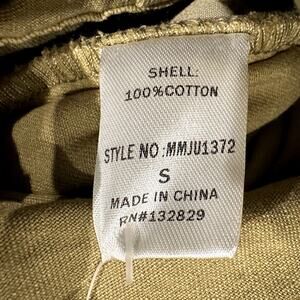 SHELL:
100%COTTON
STYLE NO:MMJU1372
S
MADE IN CHINA
RN#132829